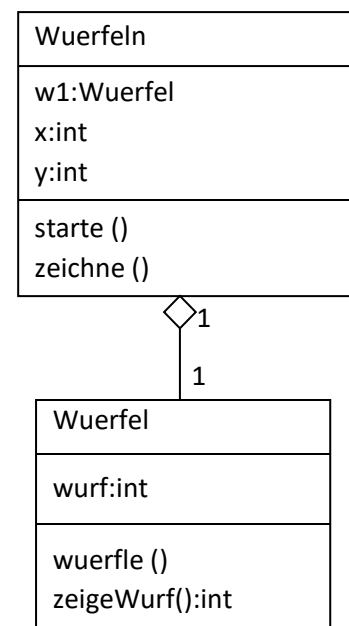 Wuerfeln
w1:Wuerfel
x:int
y:int
starte ()
zeichne ()
1
1
Wuerfel
wurf:int
wuerfle ()
zeigeWurf():int